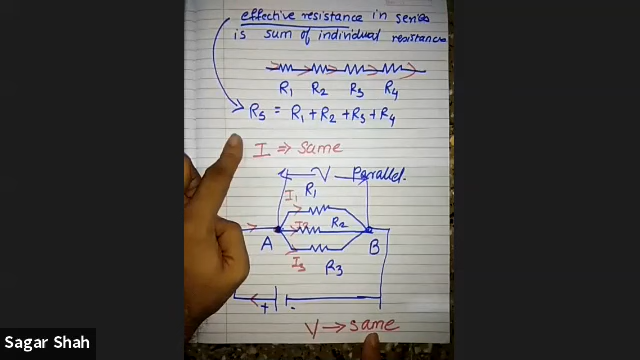 effective resistance in series
is sum of individual resistance
R1 R2 R3 R4
Rs = R1 + R2 + R3 + R4
I ⇒ same
V Parallel.
I1 R1
I2 R2
A B
I3 R3
+ -
V → same
Sagar Shah